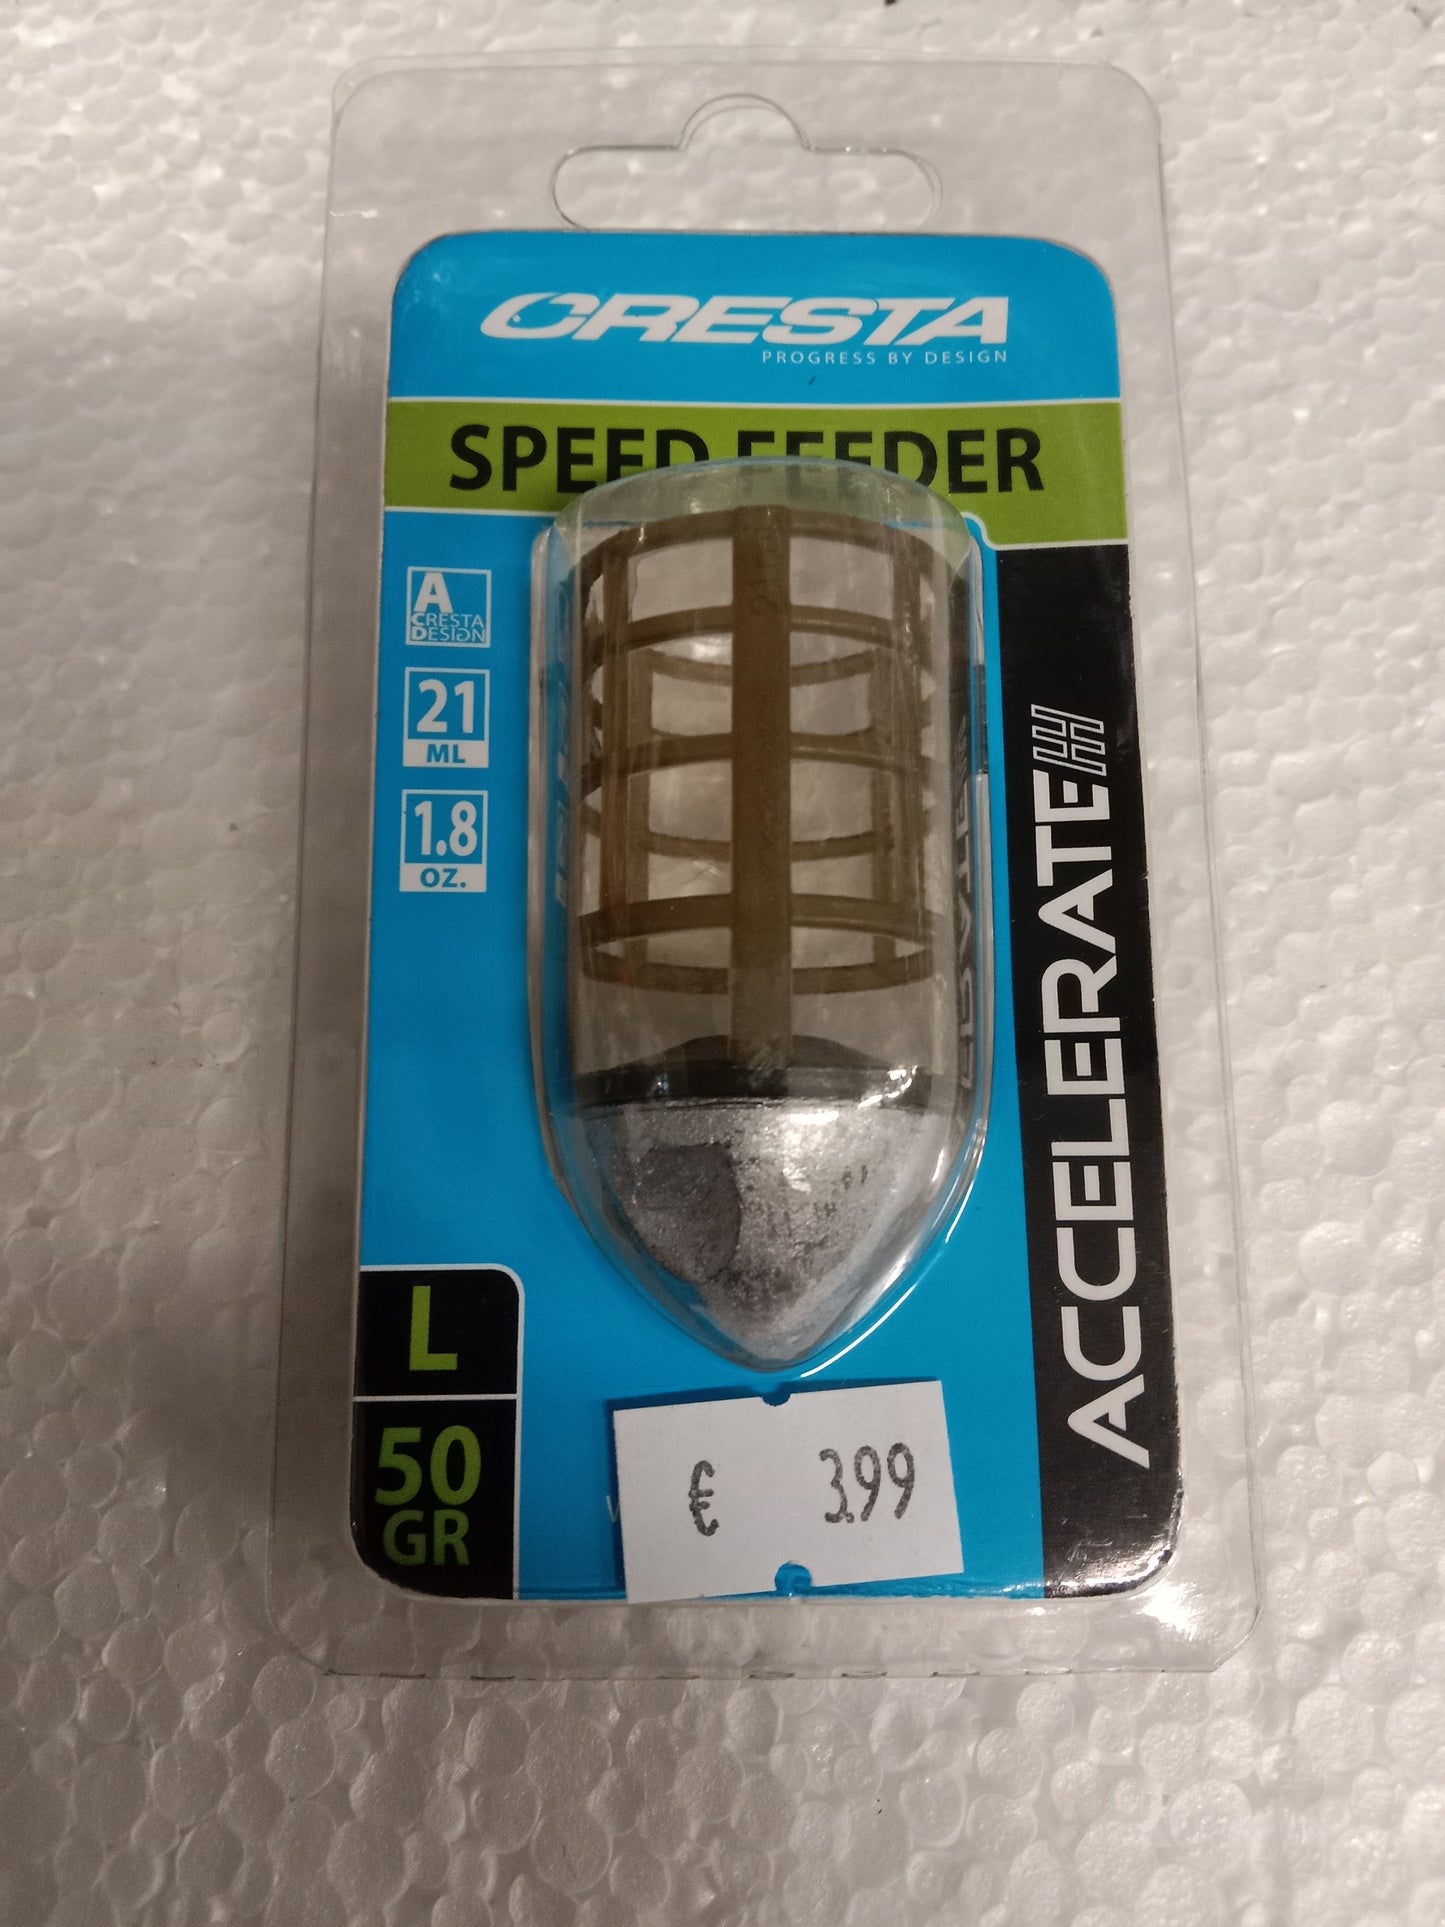 CRESTA
PROGRESS BY DESIGN
SPEED FEEDER
A
CRESTA
DESIGN
21
ML
1.8
OZ.
ACCELERATE
L
50
GR
€ 3.99